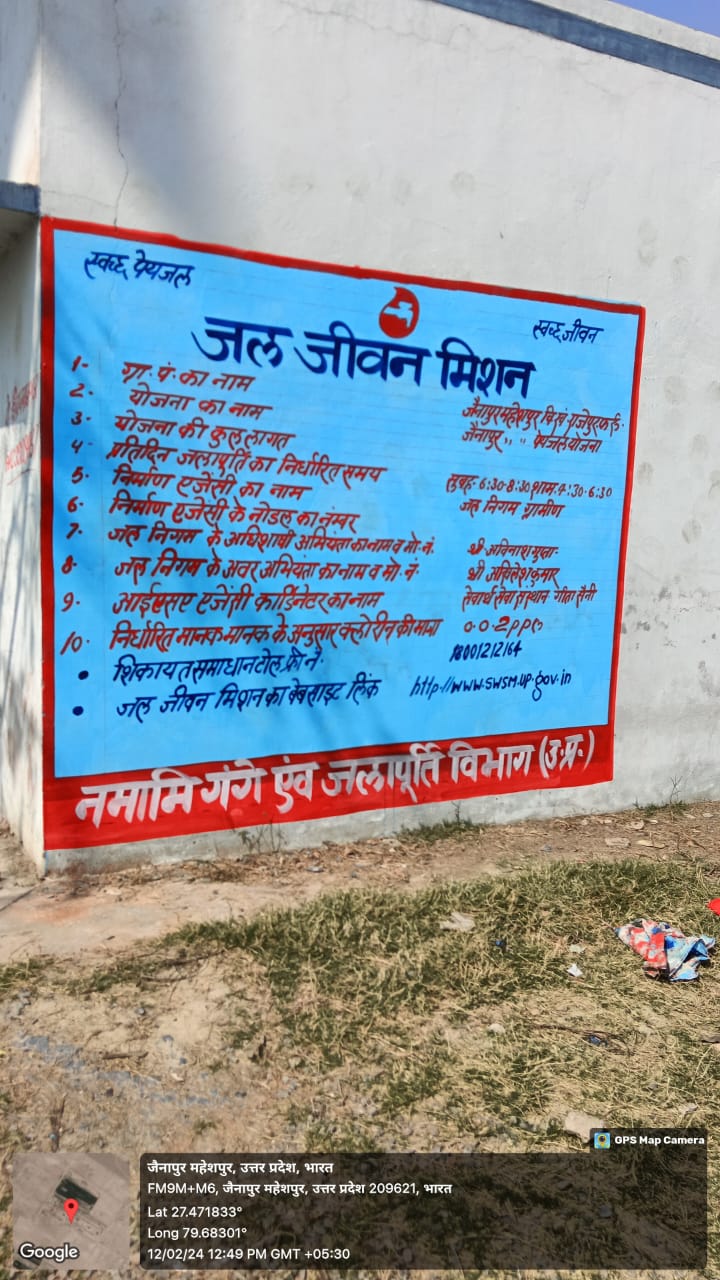 स्वच्छ पेयजल
स्वच्छ जीवन
जल जीवन मिशन
1- ग्रा. पं. का नाम जैनापुर महेशपुर वि.सं राजेपुर फर्रु.
2. योजना का नाम जैनापुर ,, ,, पेयजल योजना
3. योजना की कुल लागत
4 प्रतिदिन जलापूर्ति का निर्धारित समय सुबह- 6:30-8:30 शाम. 4:30-6:30
5. निर्माण एजेंसी का नाम जल निगम ग्रामीण
6. निर्माण एजेंसी के नोडल का नंम्बर
7. जल निगम के अधिशाषी अभियंता का नाम व मो. नं. श्री अविनाश गुप्ता-
8. जल निगम के अवर अभियंता का नाम व मो. नं. श्री अखिलेश कुमार
9. आईएसए एजेंसी कार्डिनेटर का नाम सेवार्थ सेवा संस्थान गीता सैनी
10. निर्धारित मानक मानक के अनुसार क्लोरीन की मात्रा 0.0.2ppm
• शिकायत समाधान टोल फ्री नं. 18001212164
• जल जीवन मिशन का वेबसाइट लिंक http://www.swsm.up.gov.in
नमामि गंगे एंव जलापूर्ति विभाग (उ.प्र.)
GPS Map Camera
जैनापुर महेशपुर, उत्तर प्रदेश, भारत
FM9M+M6, जैनापुर महेशपुर, उत्तर प्रदेश 209621, भारत
Lat 27.471833°
Long 79.68301°
12/02/24 12:49 PM GMT +05:30
Google